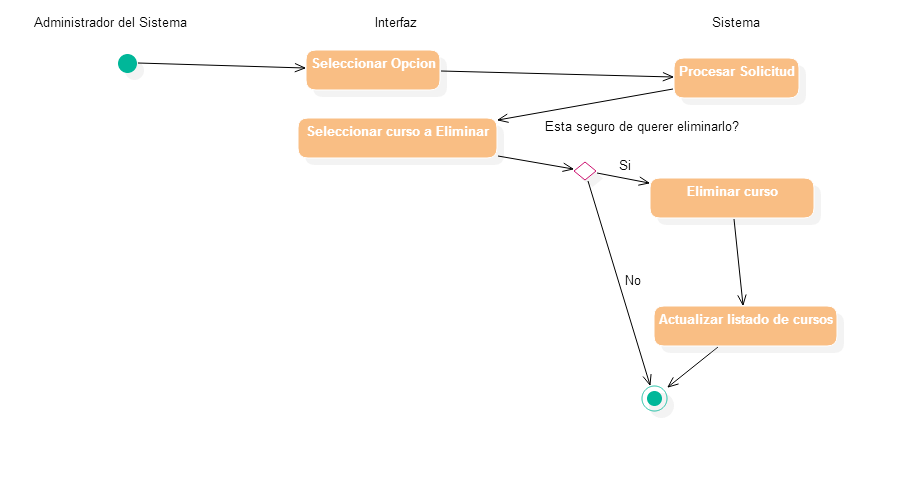 Administrador del Sistema
Interfaz
Sistema
Seleccionar Opcion
Procesar Solicitud
Seleccionar curso a Eliminar
Esta seguro de querer eliminarlo?
Si
Eliminar curso
No
Actualizar listado de cursos